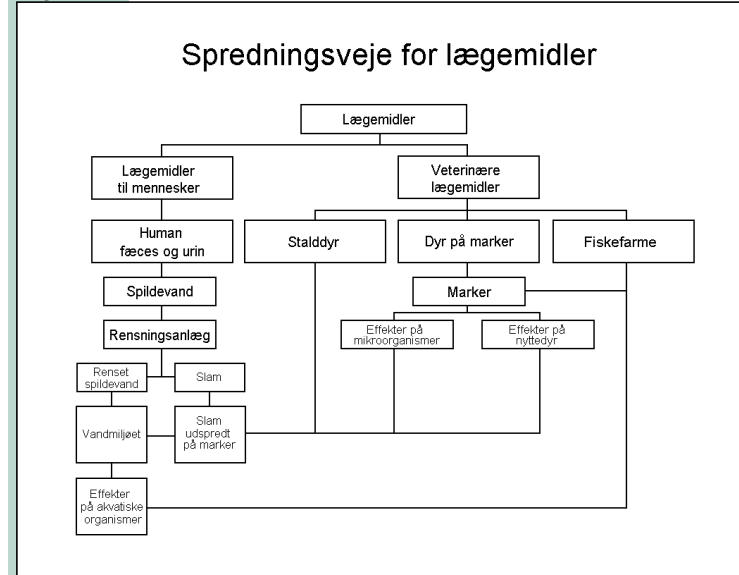 Spredningsveje for lægemidler
Lægemidler
Lægemidler
til mennesker
Veterinære
lægemidler
Human
fæces og urin
Stalddyr
Dyr på marker
Fiskefarme
Spildevand
Marker
Rensningsanlæg
Effekter på
mikroorganismer
Effekter på
nyttedyr
Renset
spildevand
Slam
Vandmiljøet
Slam
udspredt
på marker
Effekter
på akvatiske
organismer